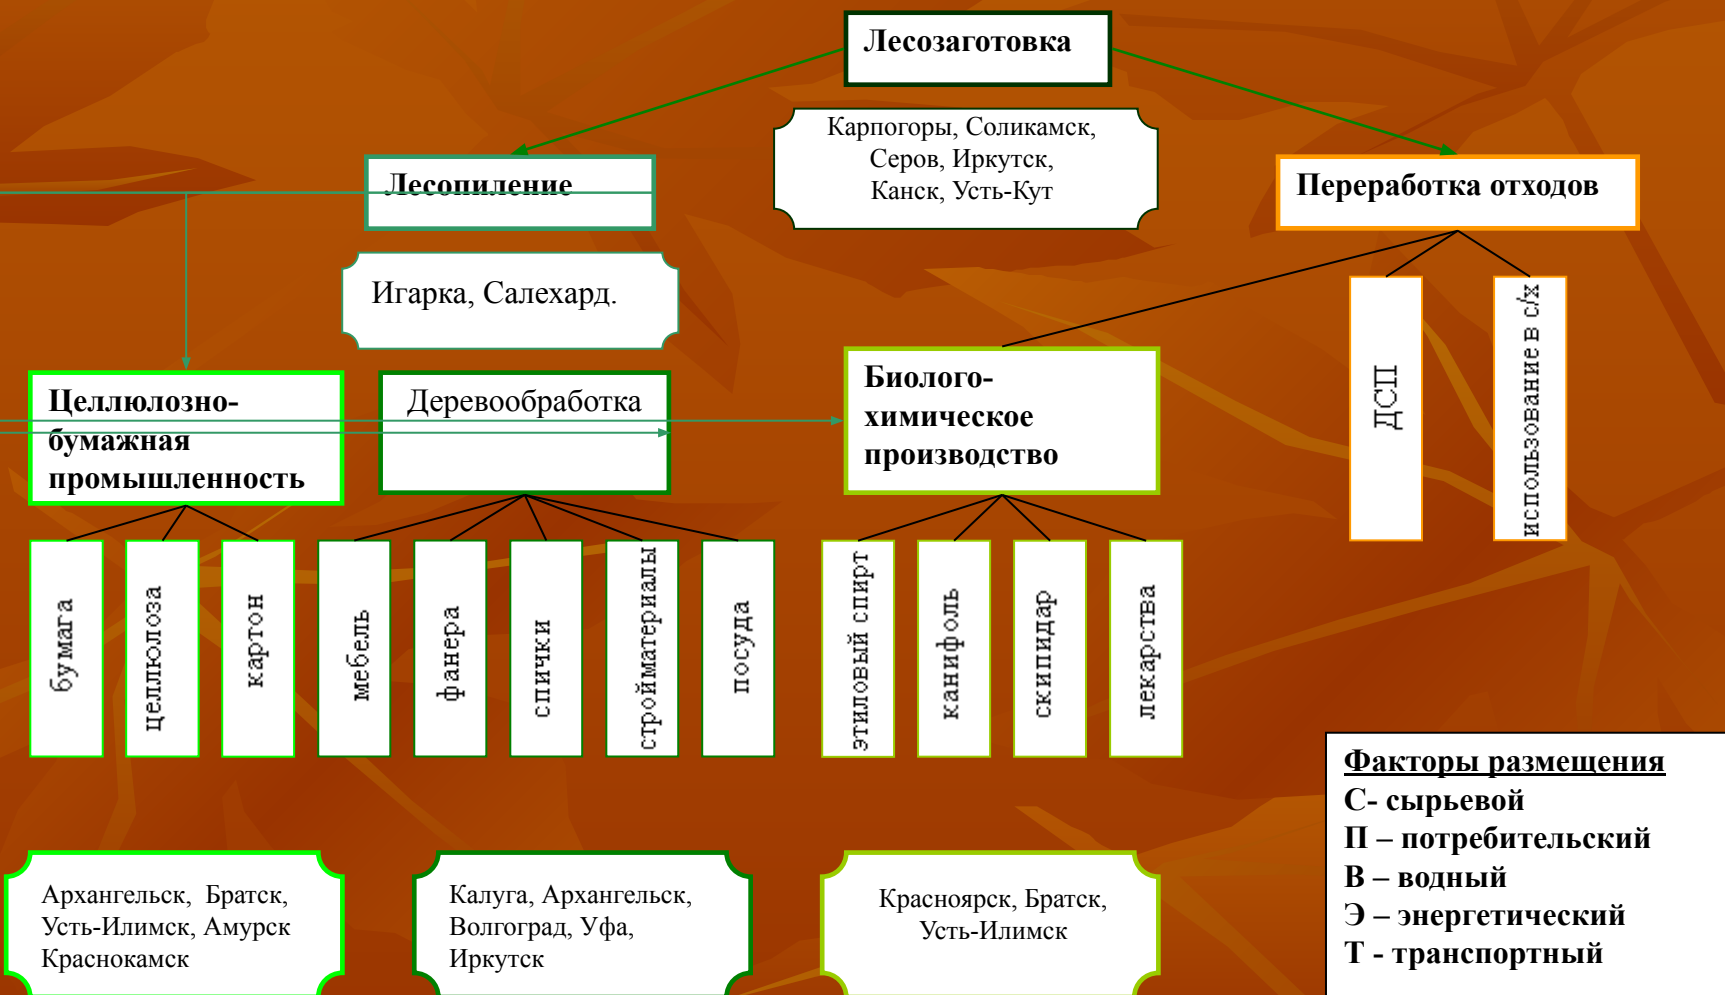 Лесозаготовка
Карпогоры, Соликамск,
Серов, Иркутск,
Канск, Усть-Кут
Лесопиление
Переработка отходов
Игарка, Салехард.
ДСП
использование в с/х
Целлюлозно-
бумажная
промышленность
Деревообработка
Биолого-
химическое
производство
бумага
целлюлоза
картон
мебель
фанера
спички
стройматериалы
посуда
этиловый спирт
канифоль
скипидар
лекарства
Архангельск, Братск,
Усть-Илимск, Амурск
Краснокамск
Калуга, Архангельск,
Волгоград, Уфа,
Иркутск
Красноярск, Братск,
Усть-Илимск
Факторы размещения
С- сырьевой
П – потребительский
В – водный
Э – энергетический
Т - транспортный